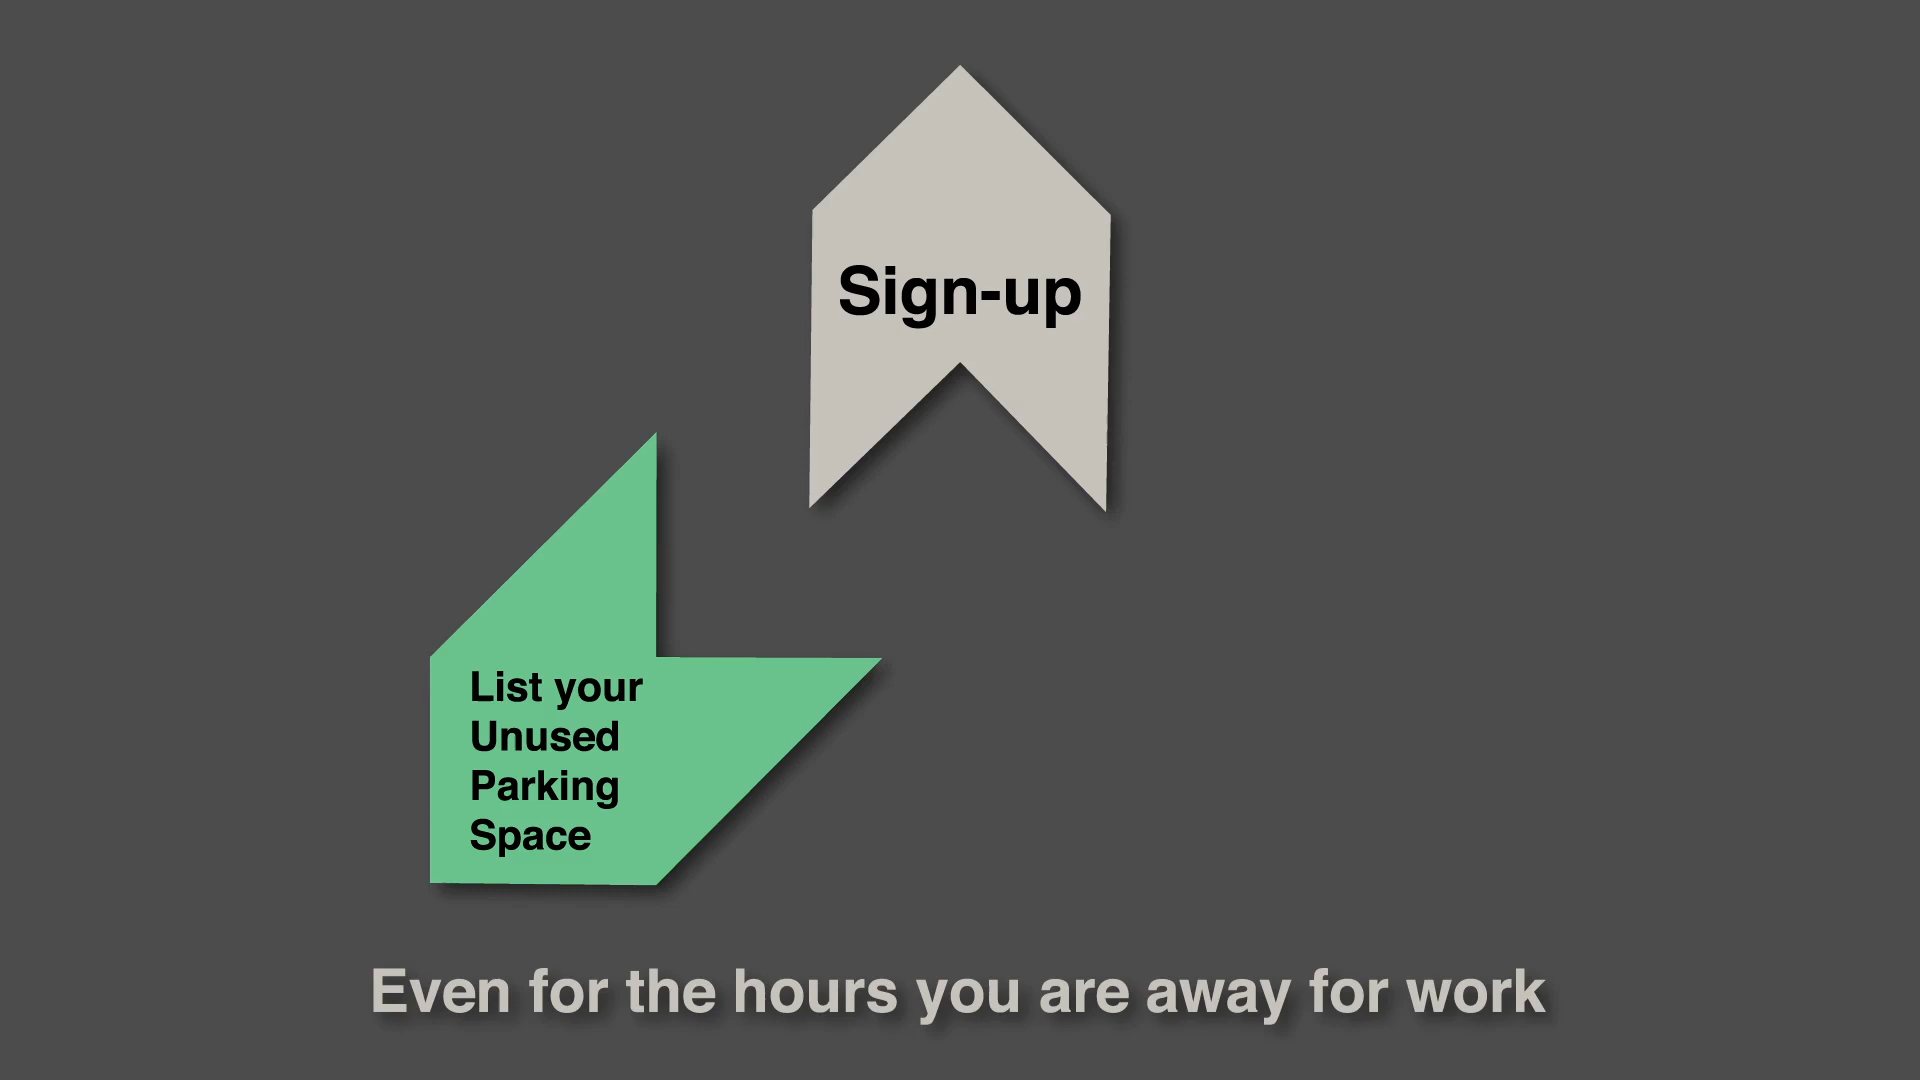 Sign-up
List your
Unused
Parking
Space
Even for the hours you are away for work